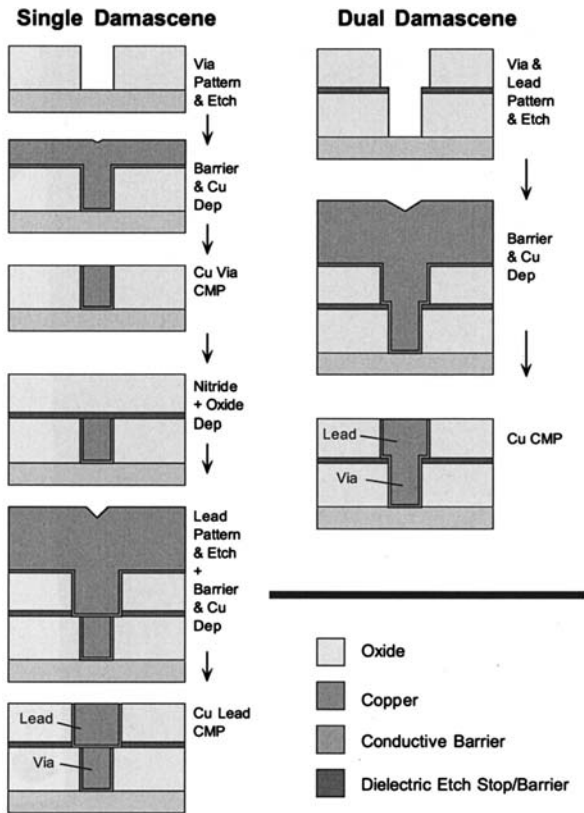 Single Damascene
Via
Pattern
& Etch
Barrier
& Cu
Dep
Cu Via
CMP
Nitride
+ Oxide
Dep
Lead
Pattern
& Etch
+
Barrier
& Cu
Dep
Cu Lead
CMP
Lead
Via
Dual Damascene
Via &
Lead
Pattern
& Etch
Barrier
& Cu
Dep
Cu CMP
Lead
Via
Oxide
Copper
Conductive Barrier
Dielectric Etch Stop/Barrier